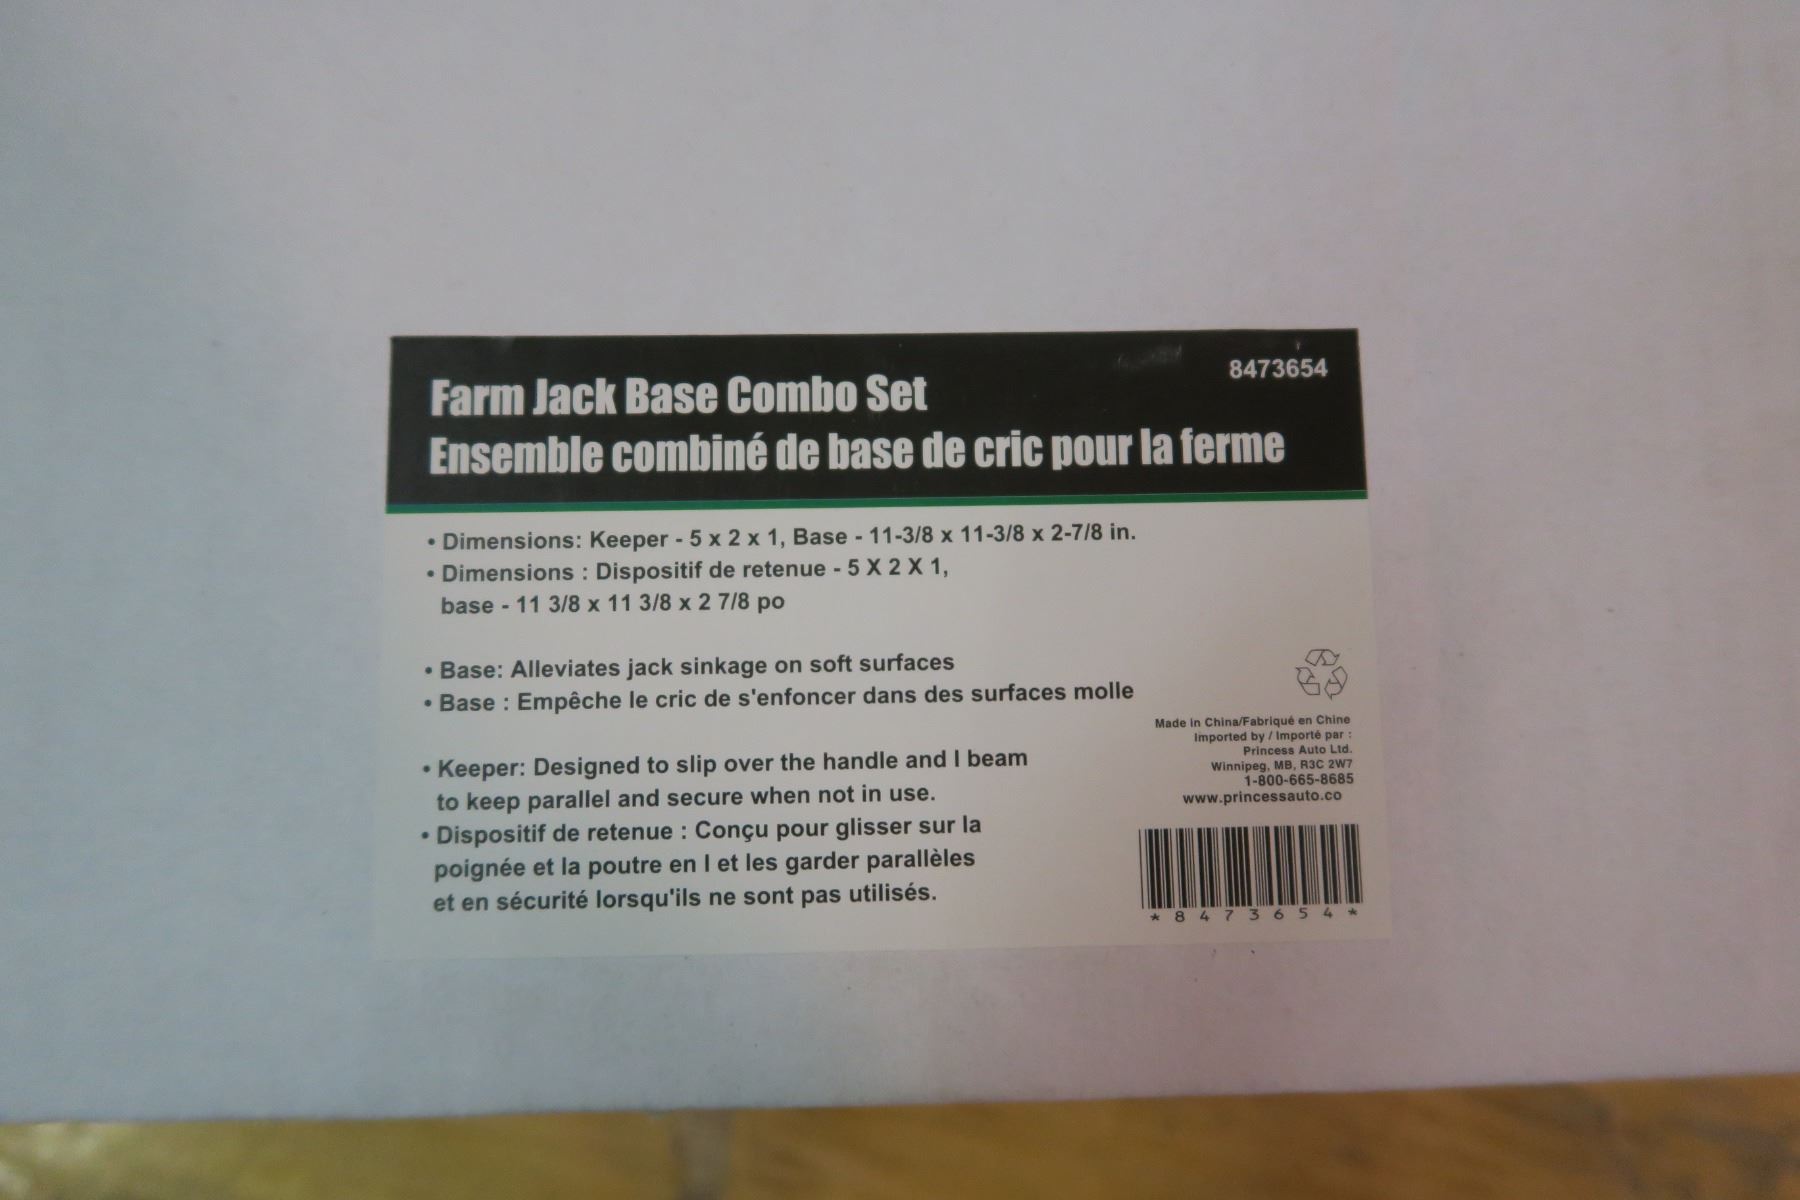 8473654
Farm Jack Base Combo Set
Ensemble combiné de base de cric pour la ferme
• Dimensions: Keeper - 5 x 2 x 1, Base - 11-3/8 x 11-3/8 x 2-7/8 in.
• Dimensions : Dispositif de retenue - 5 X 2 X 1,
base - 11 3/8 x 11 3/8 x 2 7/8 po
• Base: Alleviates jack sinkage on soft surfaces
• Base : Empêche le cric de s'enfoncer dans des surfaces molle
• Keeper: Designed to slip over the handle and I beam
to keep parallel and secure when not in use.
• Dispositif de retenue : Conçu pour glisser sur la
poignée et la poutre en I et les garder parallèles
et en sécurité lorsqu'ils ne sont pas utilisés.
Made in China/Fabriqué en Chine
Imported by / Importé par :
Princess Auto Ltd.
Winnipeg, MB, R3C 2W7
1-800-665-8685
www.princessauto.co
*8473654*